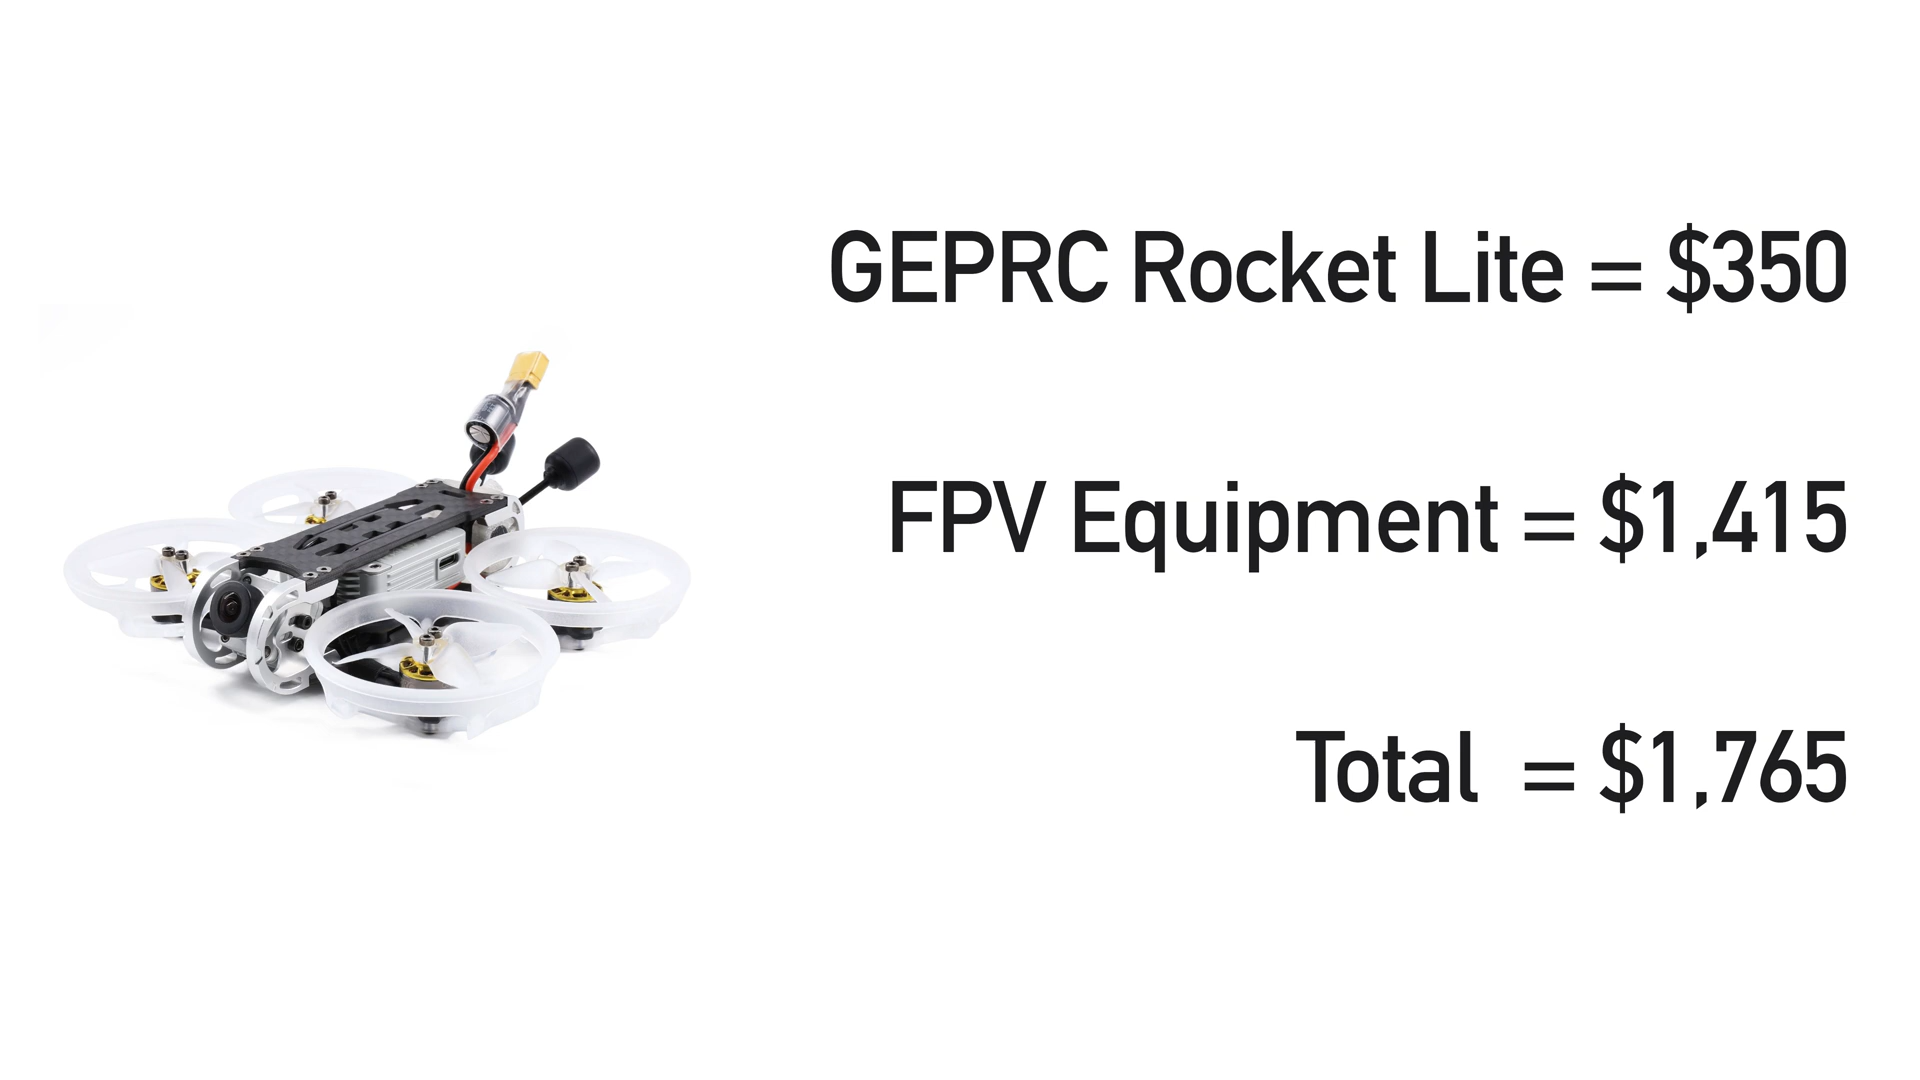 GEPRC Rocket Lite = $350
FPV Equipment = $1,415
Total = $1,765